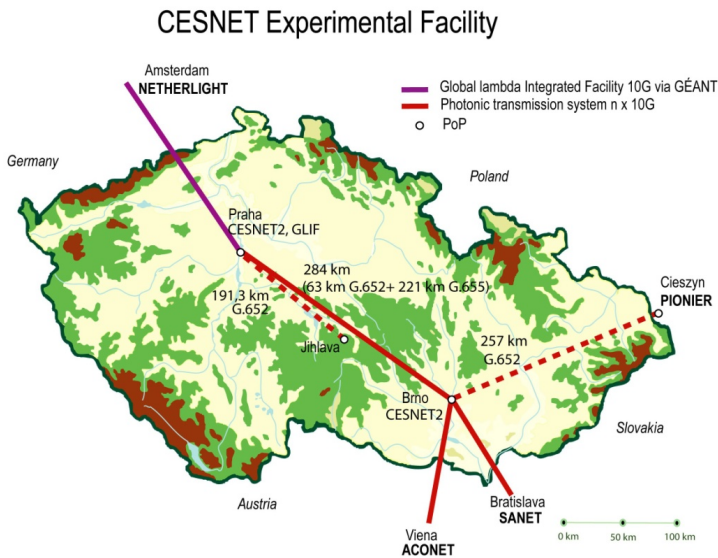 CESNET Experimental Facility
Amsterdam
NETHERLIGHT
Global lambda Integrated Facility 10G via GÉANT
Photonic transmission system n x 10G
PoP
Germany
Poland
Praha
CESNET2, GLIF
284 km
(63 km G.652+ 221 km G.655)
191,3 km
G.652
Cieszyn
PIONIER
Jihlava
257 km
G.652
Brno
CESNET2
Slovakia
Austria
Bratislava
SANET
Viena
ACONET
0 km
50 km
100 km